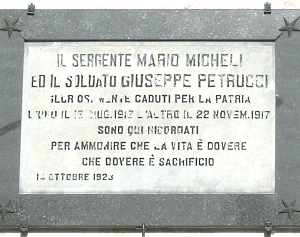 IL SERGENTE MARIO MICHELI
ED IL SOLDATO GIUSEPPE PETRUCCI
CADUTI PER LA PATRIA
L'ALTRO IL 22 NOVEM. 1917
SONO QUI RICORDATI
PER AMMONIRE CHE LA VITA È DOVERE
CHE DOVERE È SACRIFICIO
14 OTTOBRE 1923